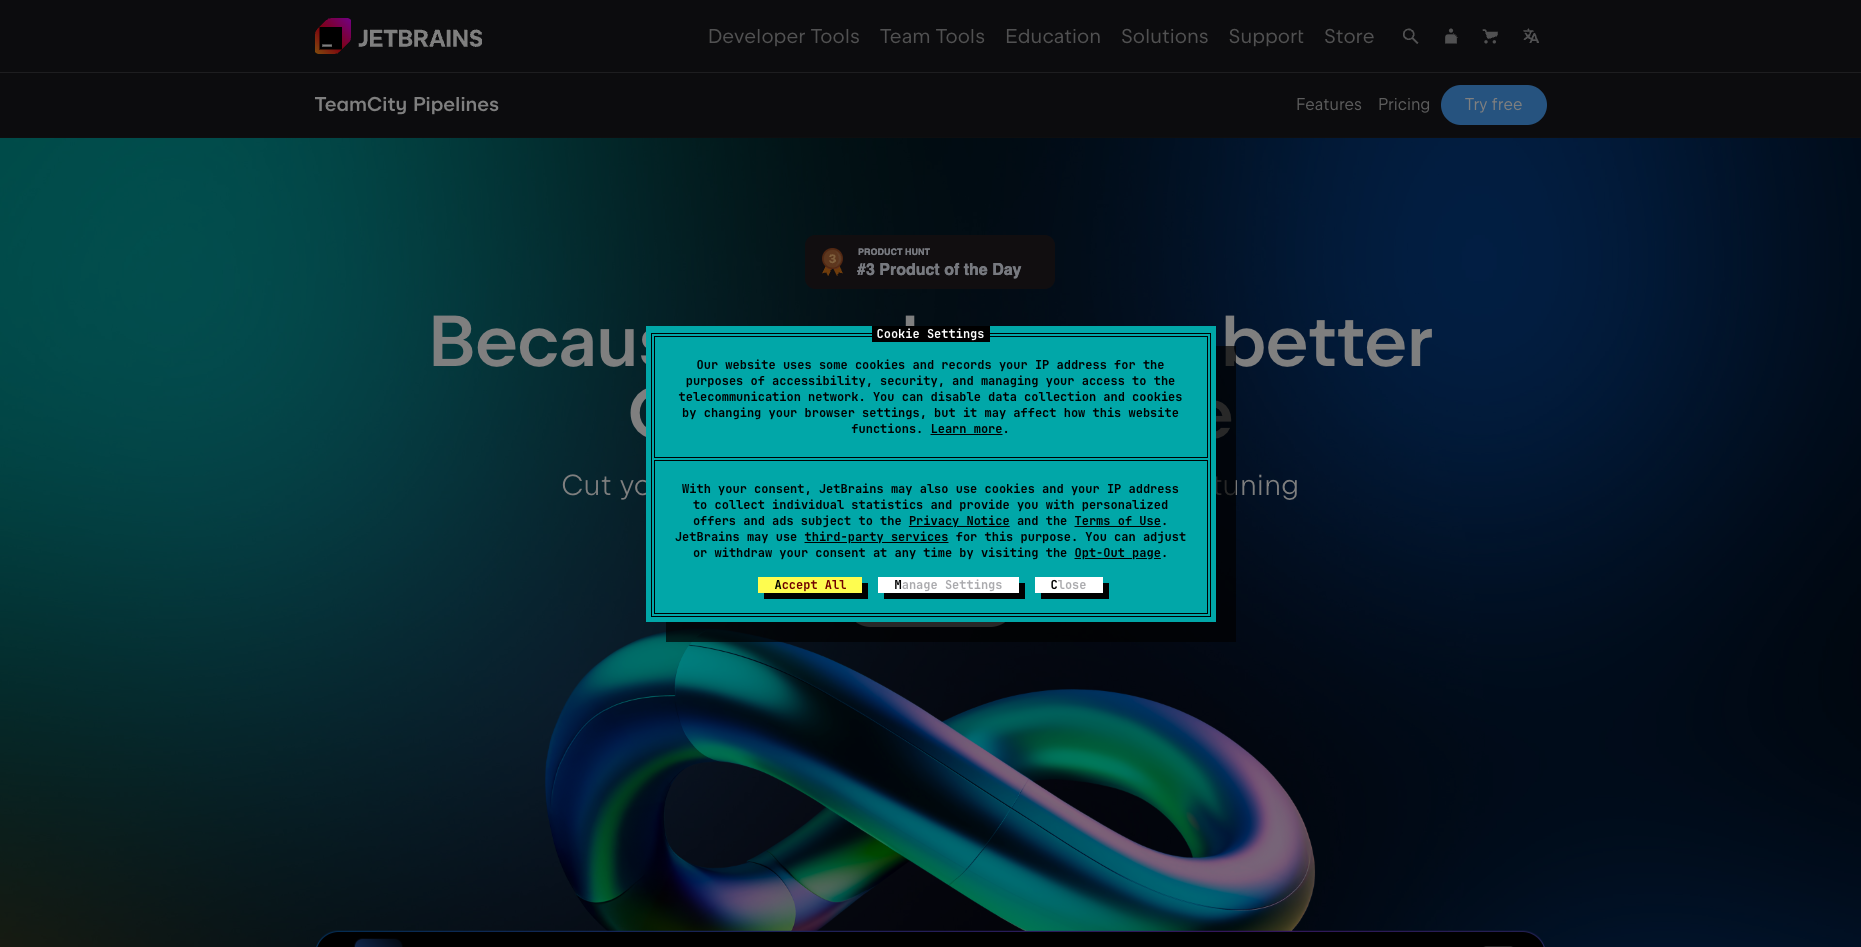 JETBRAINS
Developer Tools Team Tools Education Solutions Support Store
TeamCity Pipelines
Features Pricing Try free
PRODUCT HUNT
3 #3 Product of the Day
better
Cut
tuning
Cookie Settings
Our website uses some cookies and records your IP address for the
purposes of accessibility, security, and managing your access to the
telecommunication network. You can disable data collection and cookies
by changing your browser settings, but it may affect how this website
functions. Learn more.
With your consent, JetBrains may also use cookies and your IP address
to collect individual statistics and provide you with personalized
offers and ads subject to the Privacy Notice and the Terms of Use.
JetBrains may use third-party services for this purpose. You can adjust
or withdraw your consent at any time by visiting the Opt-Out page.
Accept All Manage Settings Close